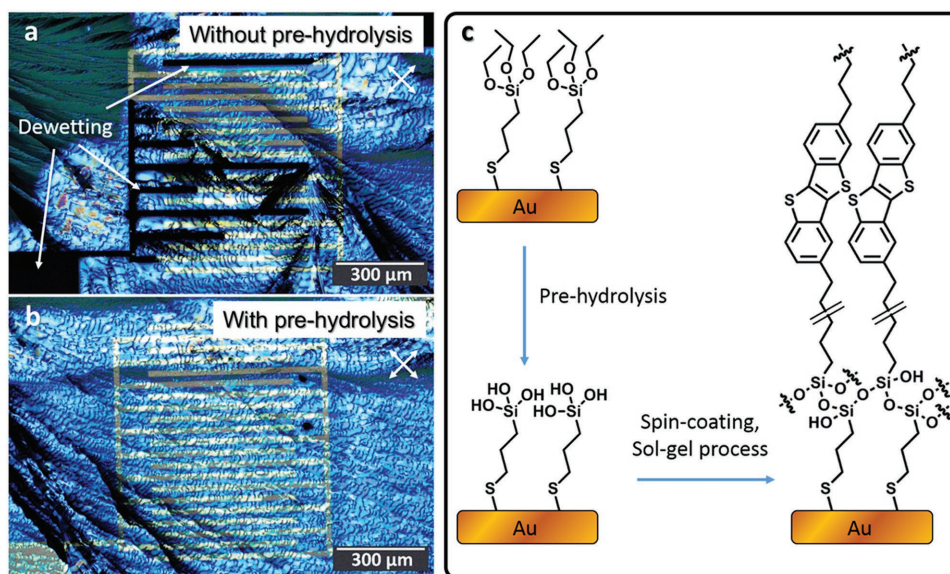 a
Without pre-hydrolysis
Dewetting
300 µm
b
With pre-hydrolysis
300 µm
c
O O O O
Si O Si O
S S
Au
Pre-hydrolysis
HO HO
HO Si OH HO Si OH
S S
Au
Spin-coating,
Sol-gel process
S S
S S
Si O Si OH
O O O O
HO Si O Si O
S S
Au